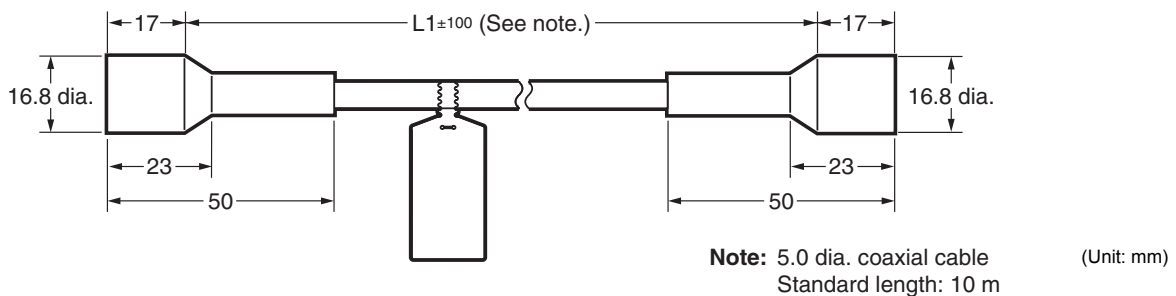 17
L1±100 (See note.)
17
16.8 dia.
16.8 dia.
23
23
50
50
Note: 5.0 dia. coaxial cable
(Unit: mm)
Standard length: 10 m